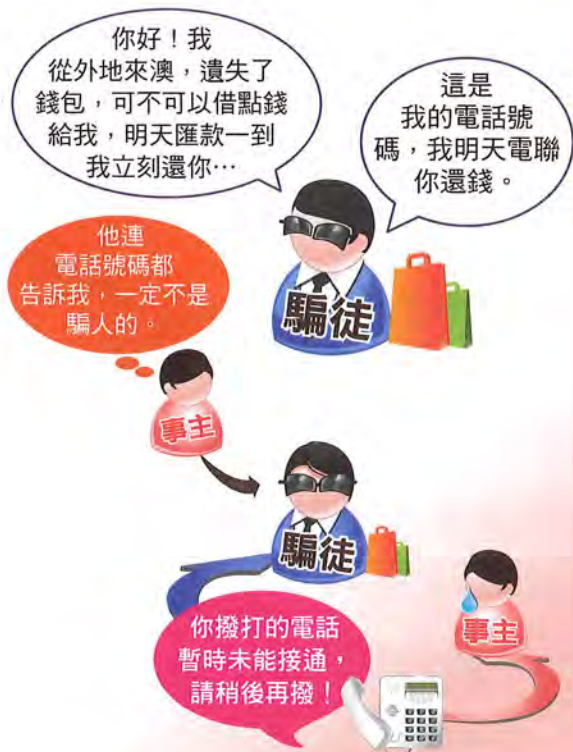 你好！我
從外地來澳，遺失了
錢包，可不可以借點錢
給我，明天匯款一到
我立刻還你…
這是
我的電話號
碼，我明天電聯
你還錢。
騙徒
他連
電話號碼都
告訴我，一定不是
騙人的。
事主
騙徒
事主
你撥打的電話
暫時未能接通，
請稍後再撥！